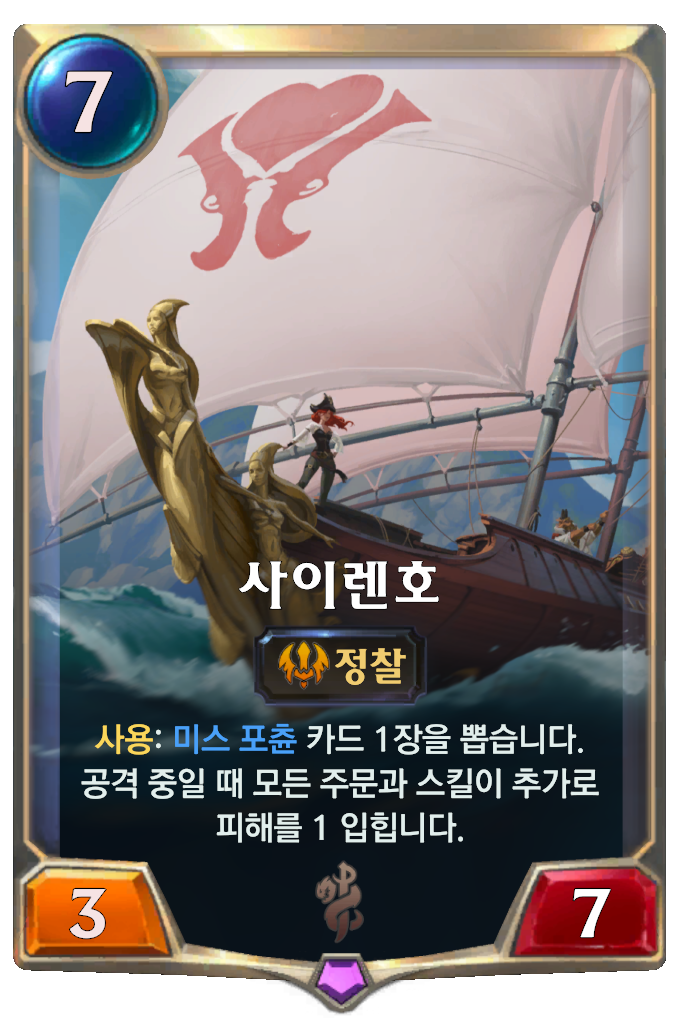 7
사이렌호
정찰
사용: 미스 포츈 카드 1장을 뽑습니다.
공격 중일 때 모든 주문과 스킬이 추가로
피해를 1 입힙니다.
3
7